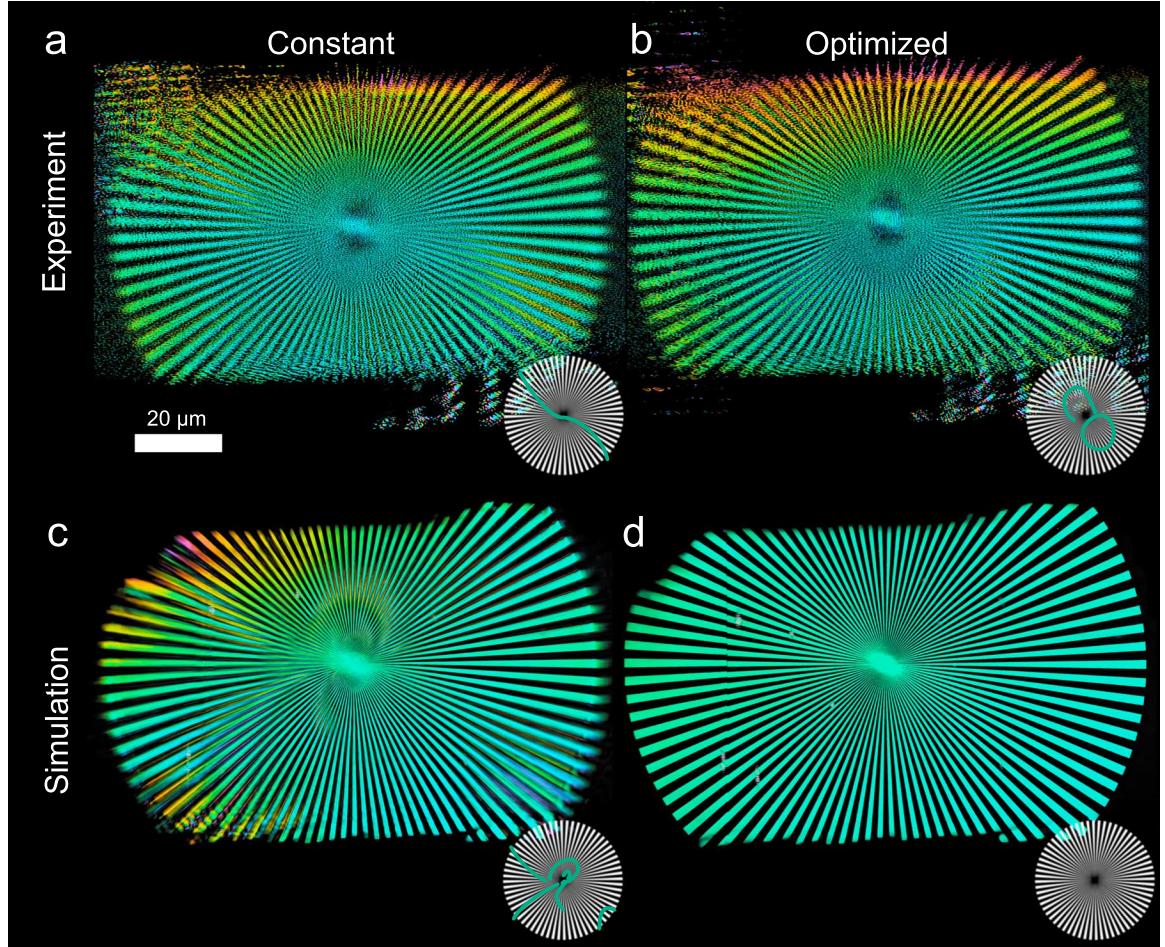 a
Constant
b
Optimized
Experiment
20 µm
c
d
Simulation